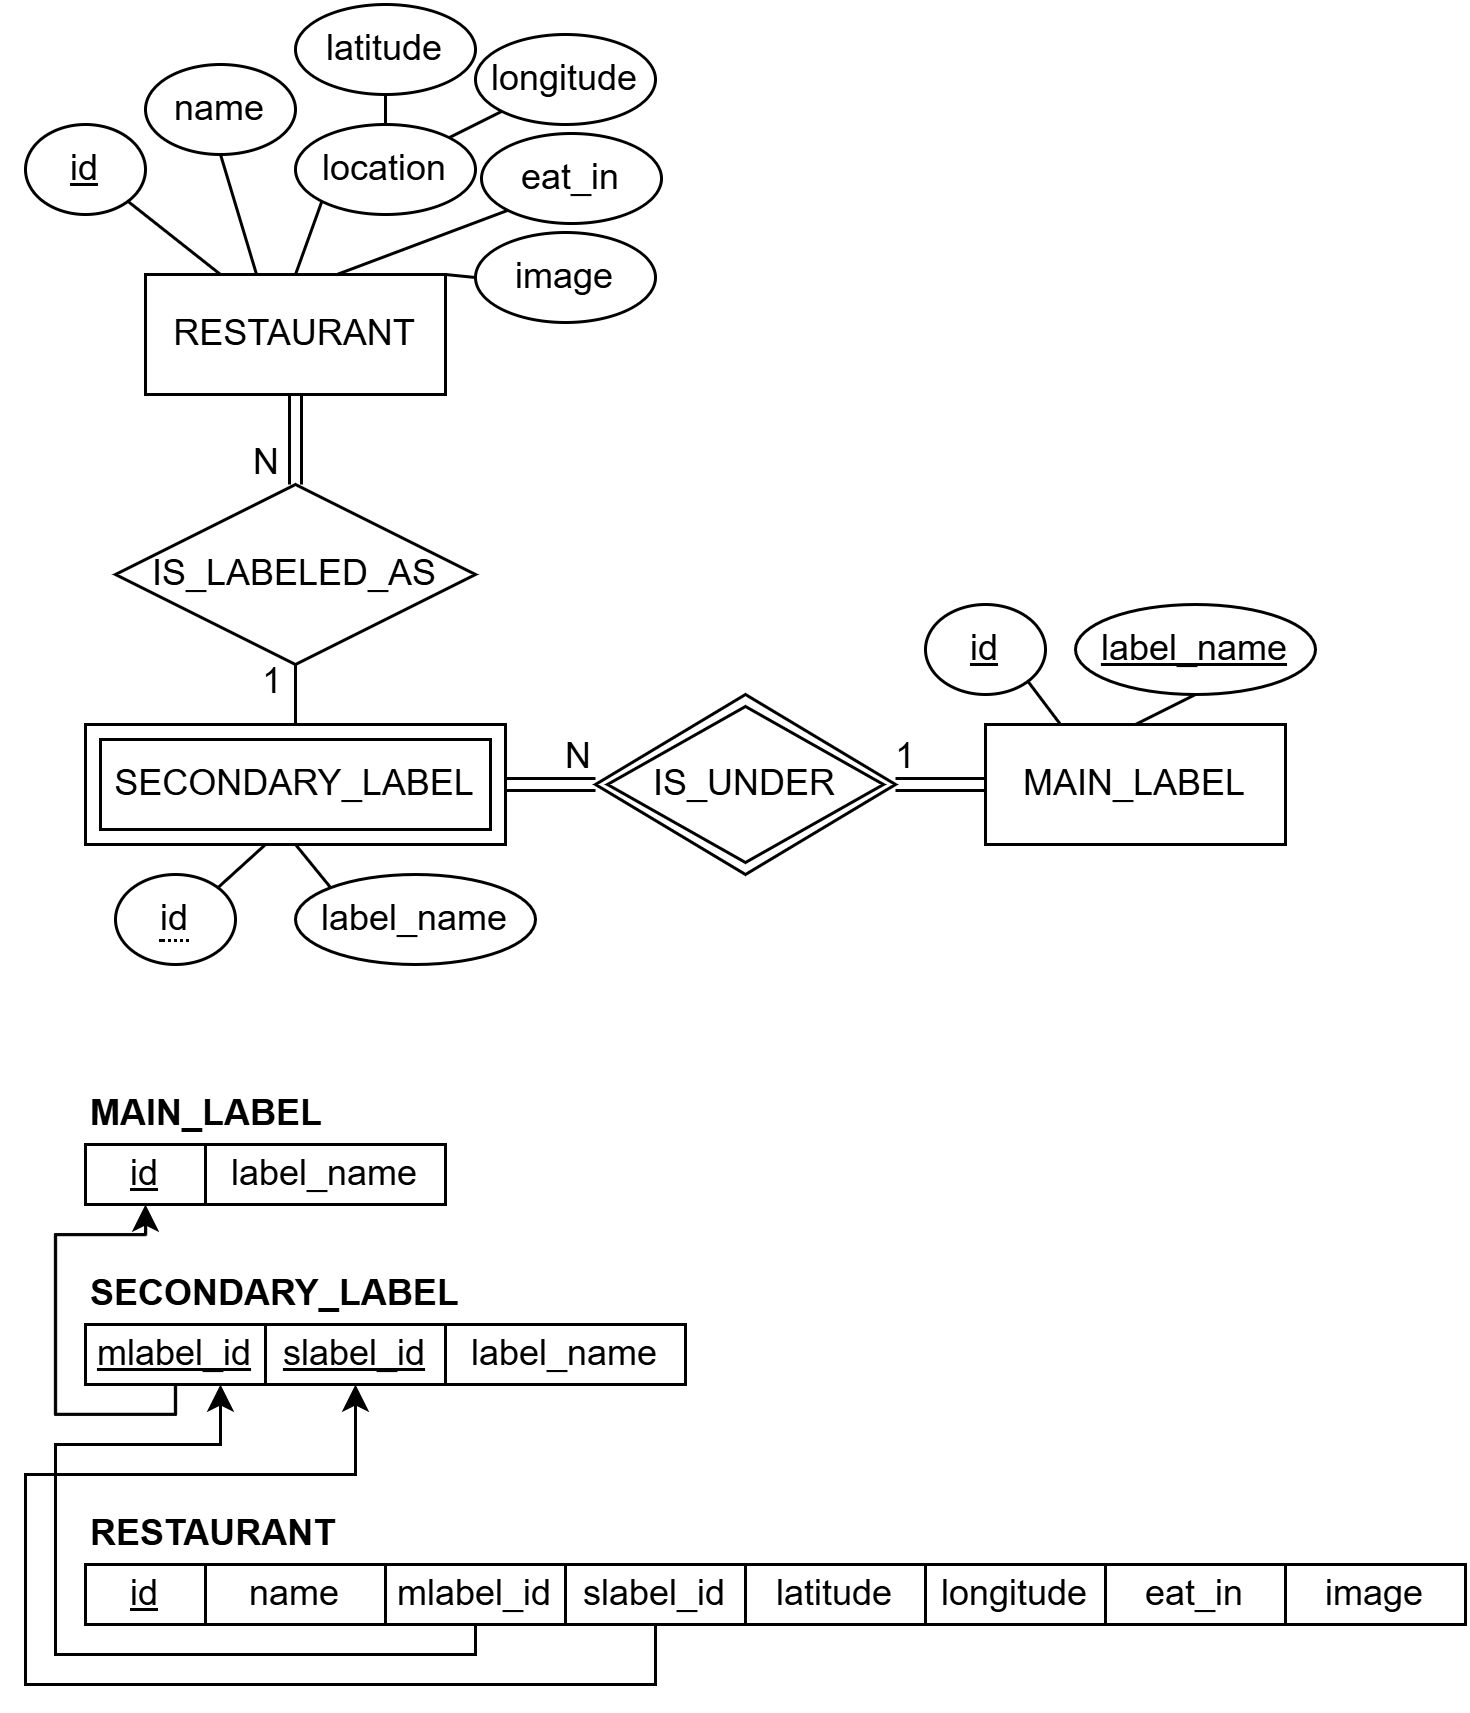 latitude
longitude
name
id
location
eat_in
image
RESTAURANT
N
IS_LABELED_AS
1
id
label_name
SECONDARY_LABEL
N
IS_UNDER
1
MAIN_LABEL
id
label_name
MAIN_LABEL
id label_name
SECONDARY_LABEL
mlabel_id slabel_id label_name
RESTAURANT
id name mlabel_id slabel_id latitude longitude eat_in image